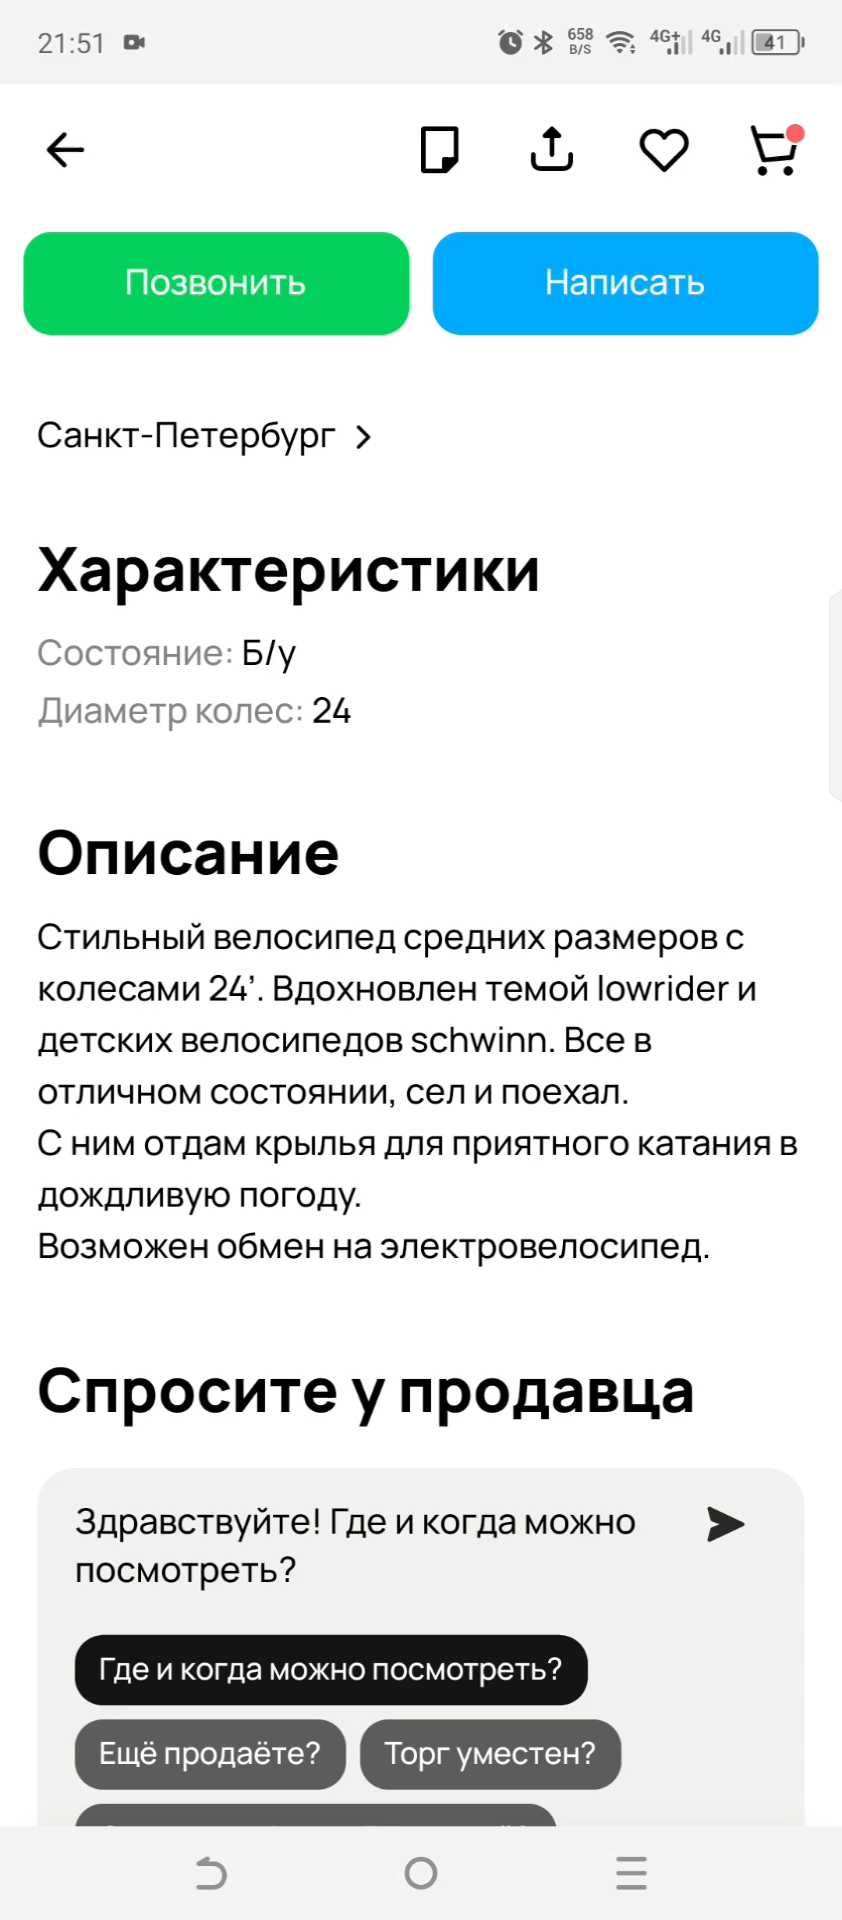 21:51
658
B/S
4G+
4G
41
Позвонить
Написать
Санкт-Петербург
Характеристики
Состояние: Б/у
Диаметр колес: 24
Описание
Стильный велосипед средних размеров с
колесами 24’. Вдохновлен темой lowrider и
детских велосипедов schwinn. Все в
отличном состоянии, сел и поехал.
С ним отдам крылья для приятного катания в
дождливую погоду.
Возможен обмен на электровелосипед.
Спросите у продавца
Здравствуйте! Где и когда можно
посмотреть?
Где и когда можно посмотреть?
Ещё продаёте?
Торг уместен?